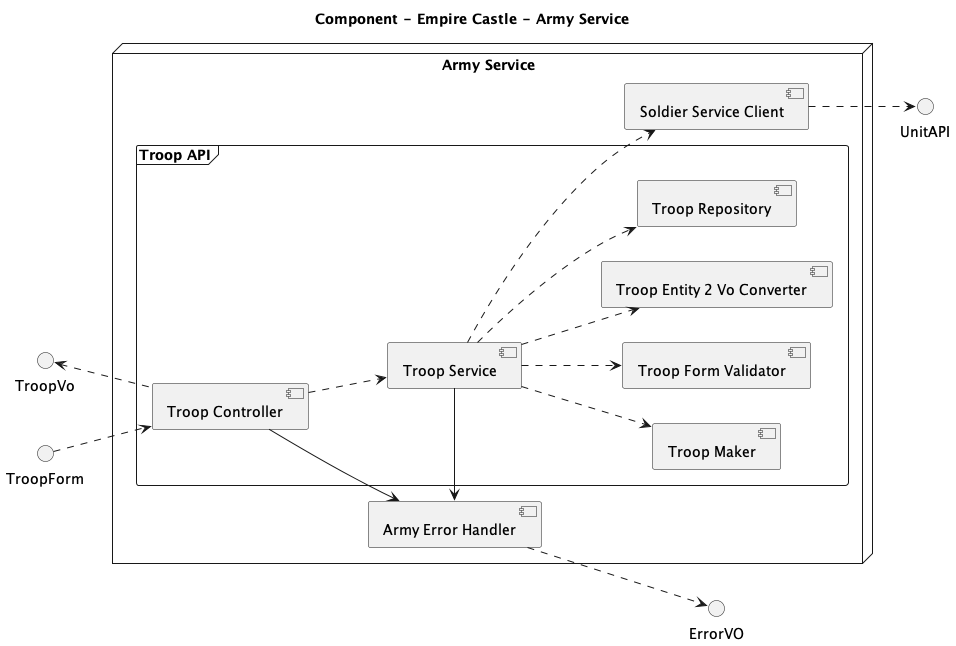 Component - Empire Castle - Army Service
Army Service
Soldier Service Client
UnitAPI
Troop API
Troop Repository
Troop Entity 2 Vo Converter
Troop Service
Troop Form Validator
TroopVo
Troop Controller
Troop Maker
TroopForm
Army Error Handler
ErrorVO